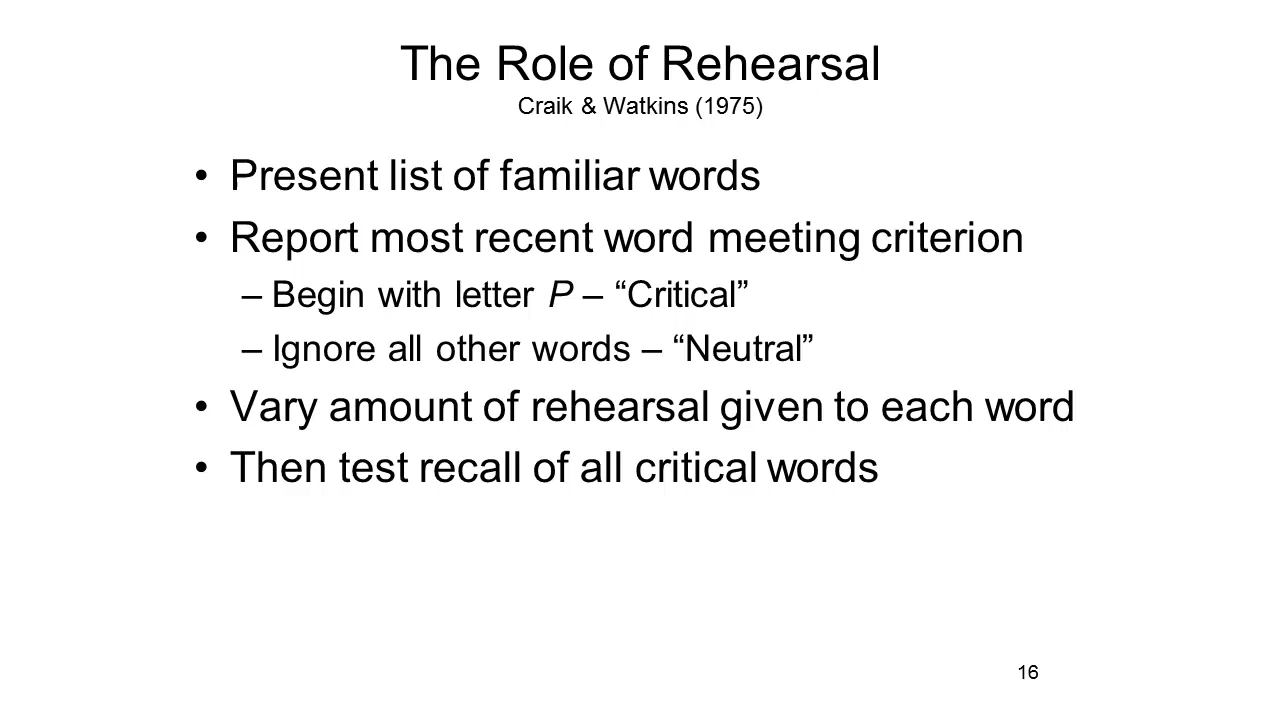 The Role of Rehearsal
Craik & Watkins (1975)
• Present list of familiar words
• Report most recent word meeting criterion
– Begin with letter P – “Critical”
– Ignore all other words – “Neutral”
• Vary amount of rehearsal given to each word
• Then test recall of all critical words
16